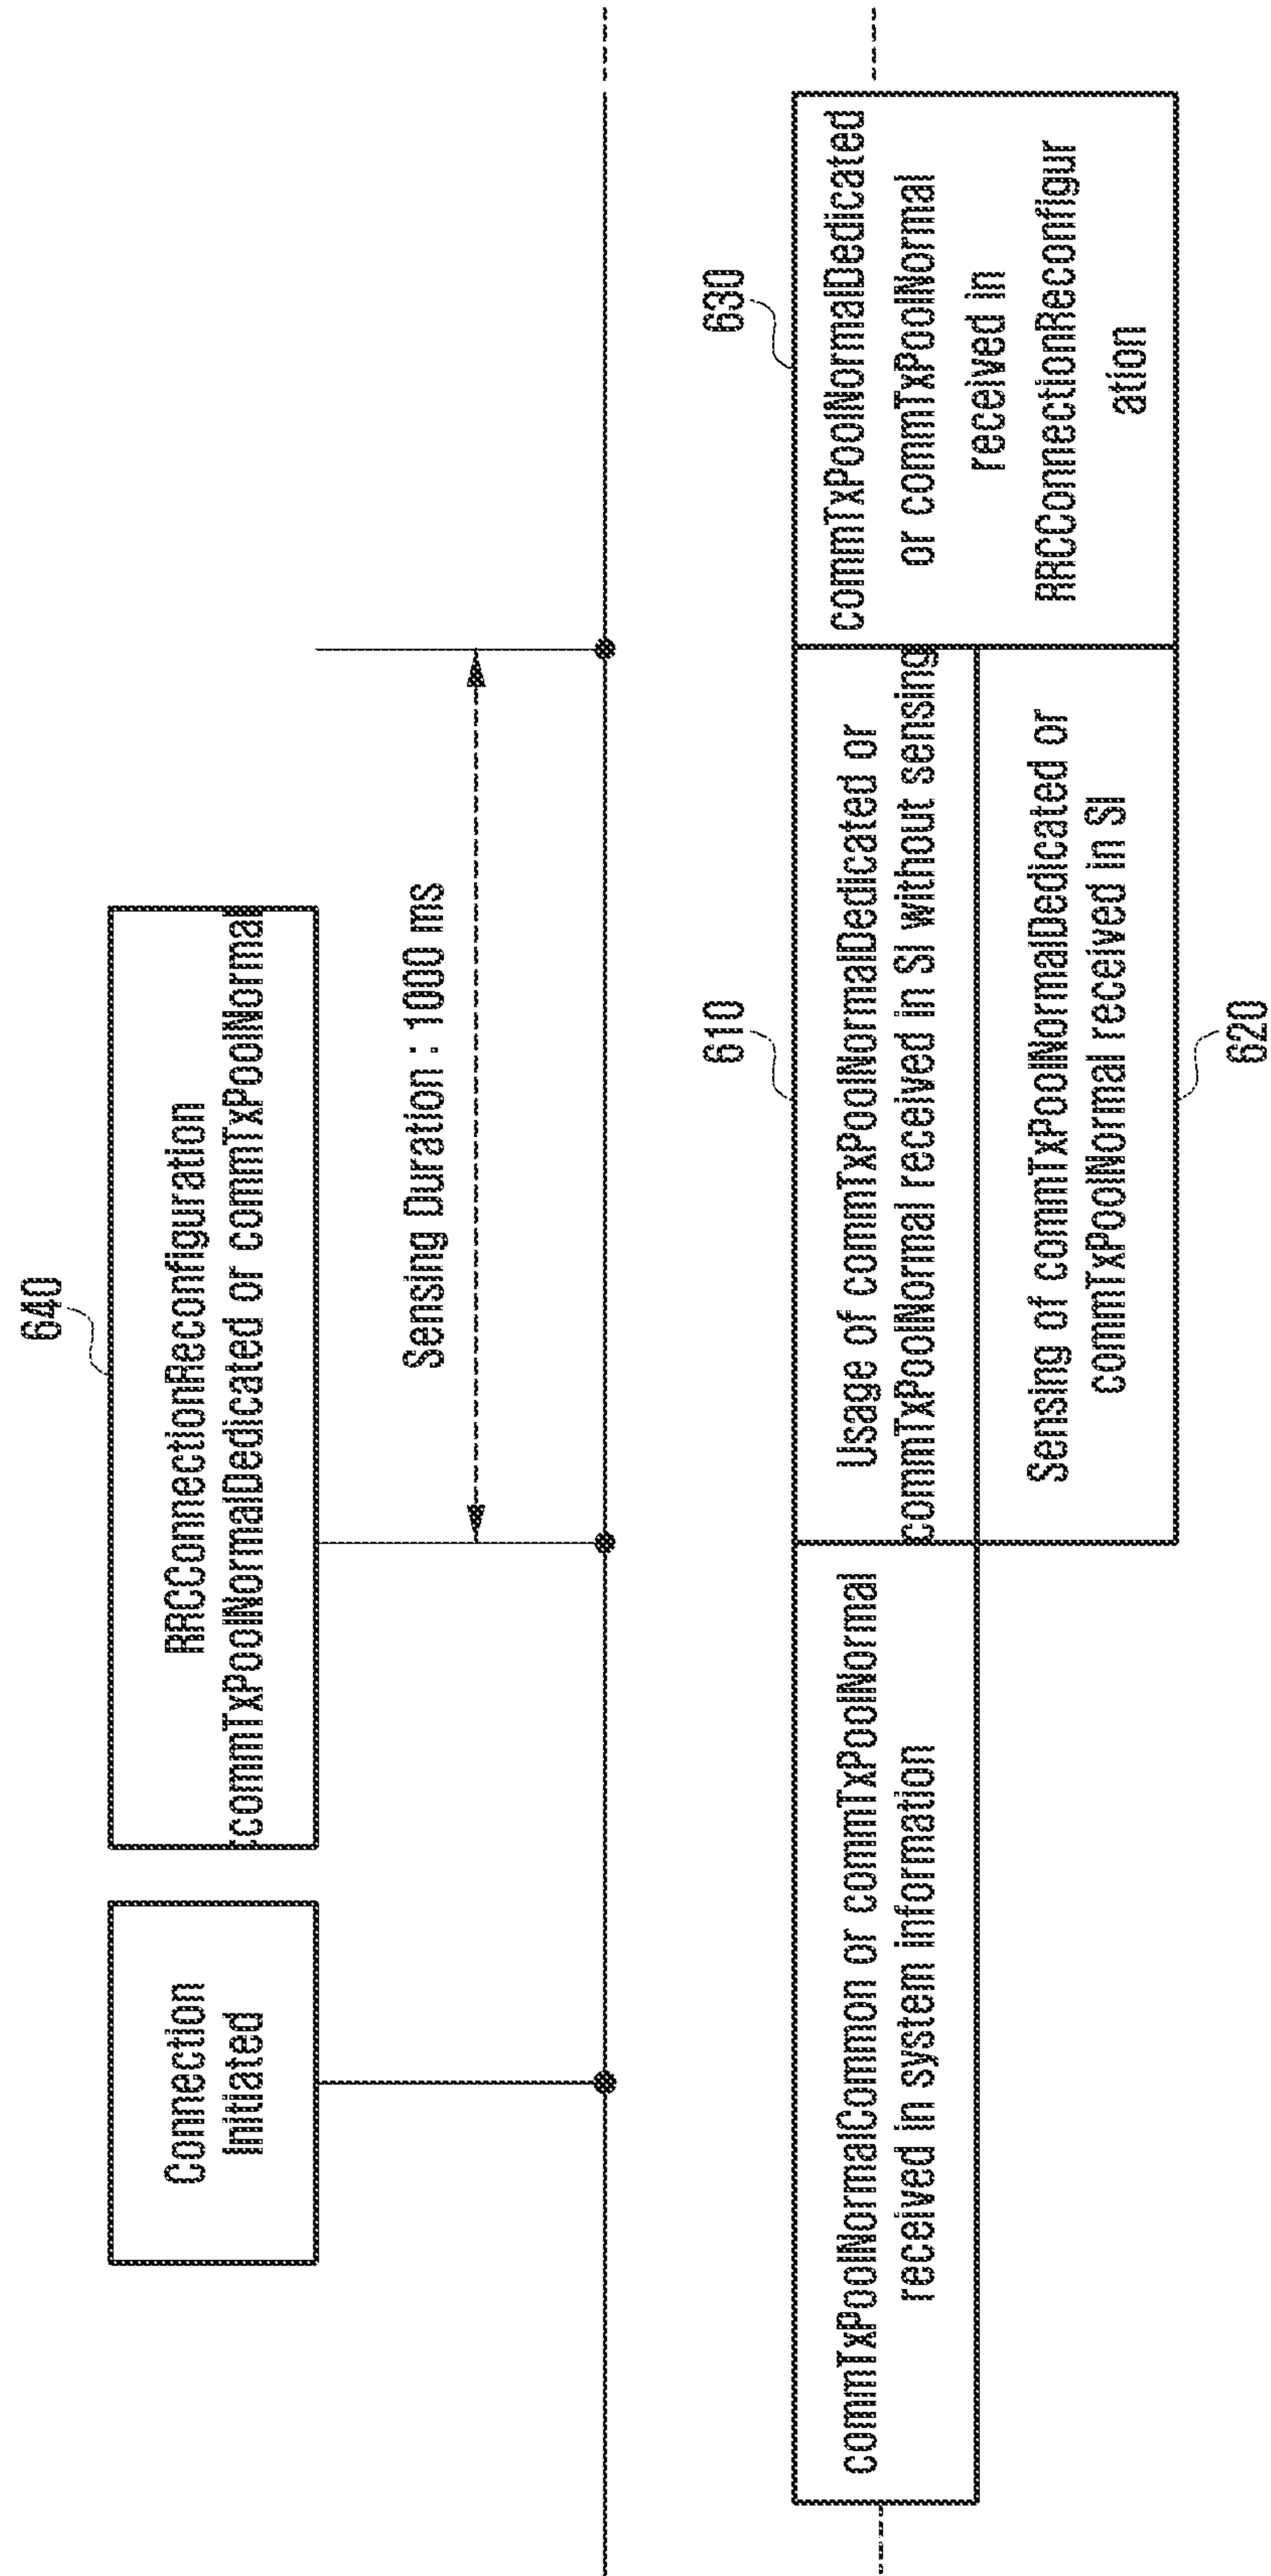 Connection
Initiated
640
RRCConnectionReconfiguration
(commTxPoolNormalDedicated or commTxPoolNormal
Sensing Duration : 1000 ms
commTxPoolNormalCommon or commTxPoolNormal
received in system information
610
Usage of commTxPoolNormalDedicated or
commTxPoolNormal received in SI without sensing
Sensing of commTxPoolNormalDedicated or
commTxPoolNormal received in SI
620
630
commTxPoolNormalDedicated
or commTxPoolNormal
received in
RRCConnectionReconfigur
ation